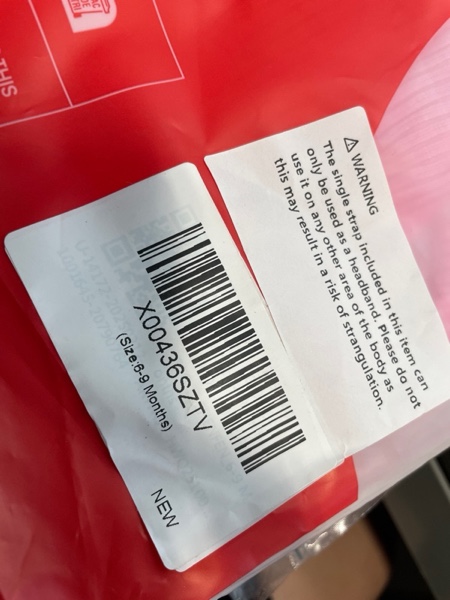 THIS
⚠ WARNING
The single strap included in this item can
only be used as a headband. Please do not
use it on any other area of the body as
this may result in a risk of strangulation.
X00436SZTV
(Size:6-9 Months)
NEW